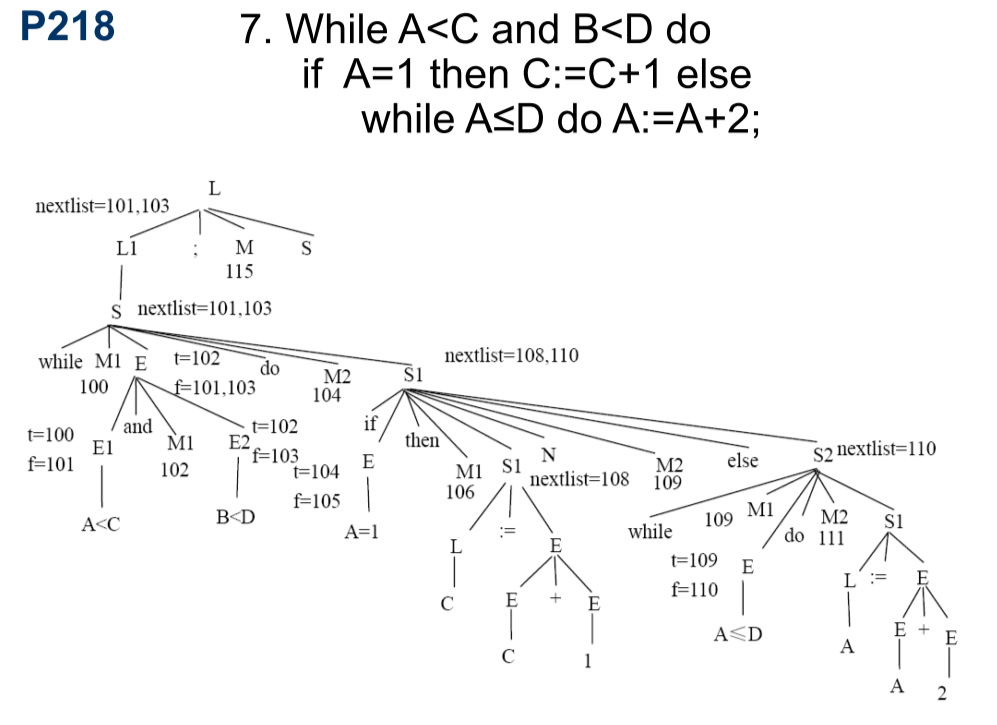 P218
7. While A<C and B<D do
if A=1 then C:=C+1 else
while A≤D do A:=A+2;
L
nextlist=101,103
L1 ; M S
115
S nextlist=101,103
while M1 E t=102 do M2 S1 nextlist=108,110
100 f=101,103 104
t=100 E1 and M1 E2 t=102
f=101 102 f=103
A<C B<D
if E then M1 S1 N M2 else S2 nextlist=110
t=104 106 nextlist=108 109
f=105
A=1
L := E
C E + E
C 1
while 109 M1 E do M2 S1
111
t=109
f=110
A≤D
L := E
A E + E
A 2